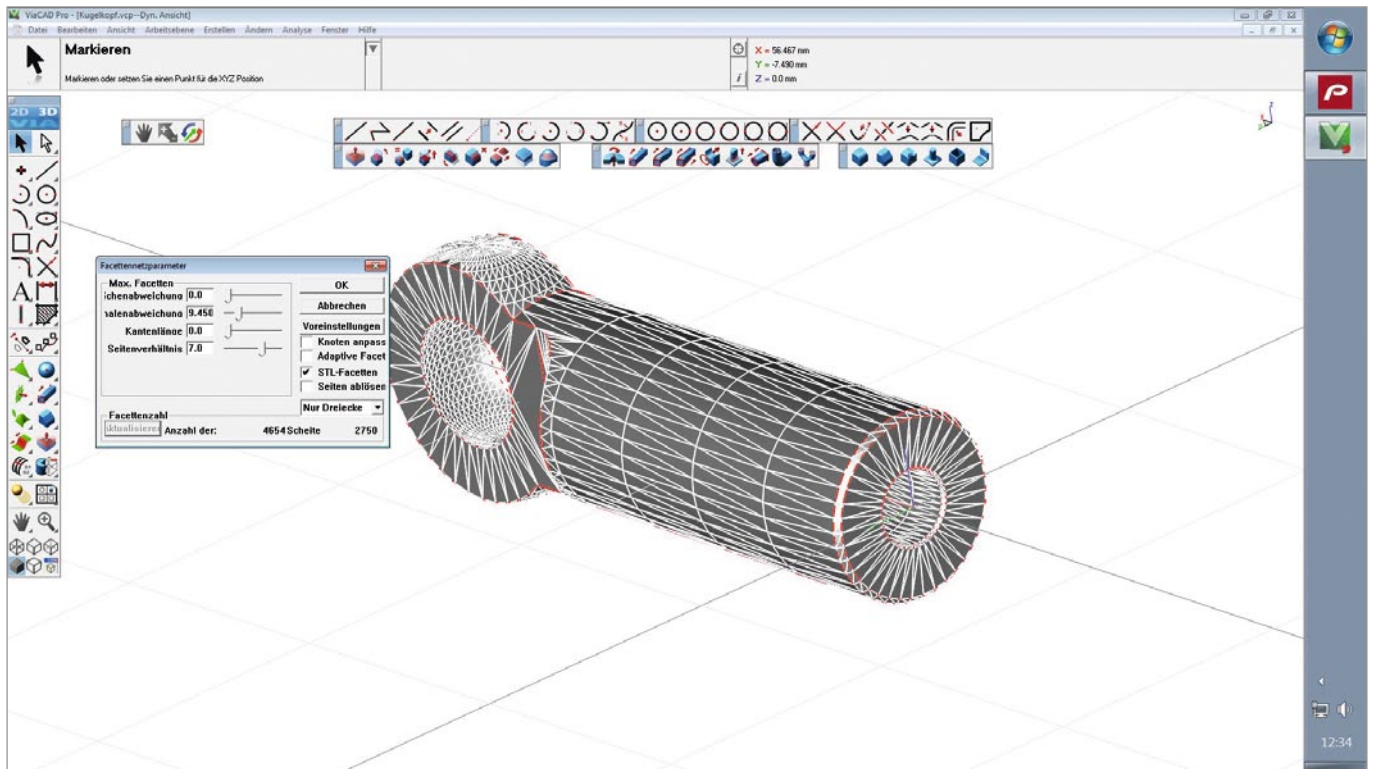 ViaCAD Pro - [Kugelkopf.vcp--Dyn. Ansicht]
Datei Bearbeiten Ansicht Arbeitsebene Erstellen Ändern Analyse Fenster Hilfe
Markieren
Markieren oder setzen Sie einen Punkt für die XYZ Position
X = 56.467 mm
Y = -7.490 mm
Z = 0.0 mm
2D 3D
VIA
Facettennetzparameter
Max. Facetten
ichenabweichung 0.0
alenabweichung 9.450
Kantenlänge 0.0
Seitenverhältnis 7.0
OK
Abbrechen
Voreinstellungen
Knoten anpass
Adaptive Facet
STL-Facetten
Seiten ablösen
Nur Dreiecke
Facettenzahl
Aktualisieren Anzahl der: 4654 Scheite 2750
12:34